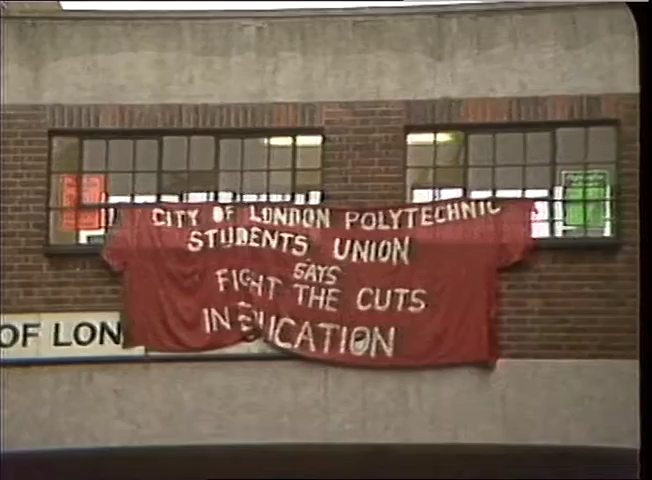 CITY OF LONDON POLYTECHNIC
STUDENTS UNION
SAYS
FIGHT THE CUTS
IN EDUCATION
OF LON